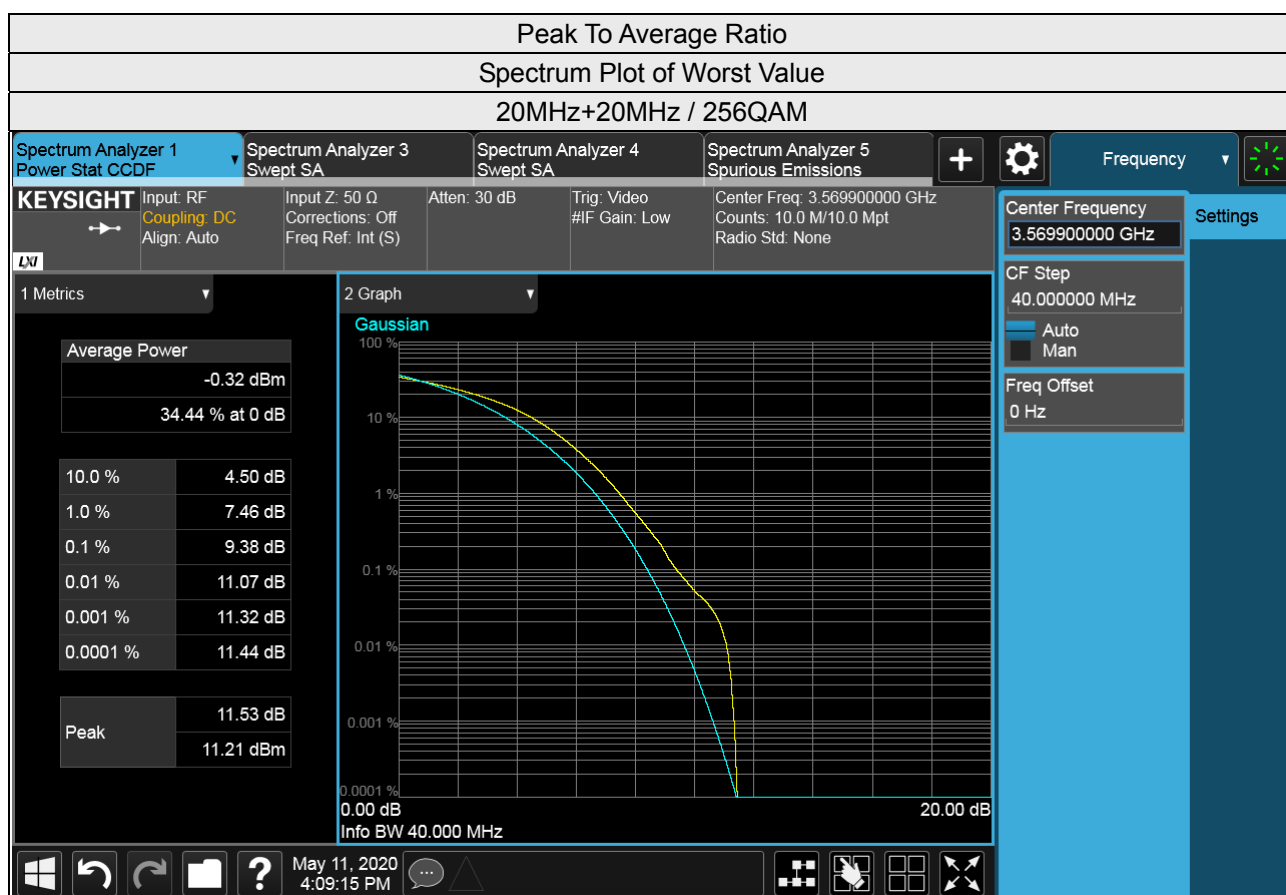 Peak To Average Ratio
Spectrum Plot of Worst Value
20MHz+20MHz / 256QAM
Spectrum Analyzer 1
Power Stat CCDF
Spectrum Analyzer 3
Swept SA
Spectrum Analyzer 4
Swept SA
Spectrum Analyzer 5
Spurious Emissions
+
Frequency
KEYSIGHT
LXI
Input: RF
Coupling: DC
Align: Auto
Input Z: 50 Ω
Corrections: Off
Freq Ref: Int (S)
Atten: 30 dB
Trig: Video
#IF Gain: Low
Center Freq: 3.569900000 GHz
Counts: 10.0 M/10.0 Mpt
Radio Std: None
Center Frequency
3.569900000 GHz
Settings
CF Step
40.000000 MHz
Auto
Man
Freq Offset
0 Hz
1 Metrics
Average Power
-0.32 dBm
34.44 % at 0 dB
10.0 % 4.50 dB
1.0 % 7.46 dB
0.1 % 9.38 dB
0.01 % 11.07 dB
0.001 % 11.32 dB
0.0001 % 11.44 dB
Peak
11.53 dB
11.21 dBm
2 Graph
Gaussian
100 %
10 %
1 %
0.1 %
0.01 %
0.001 %
0.0001 %
0.00 dB
20.00 dB
Info BW 40.000 MHz
?
May 11, 2020
4:09:15 PM